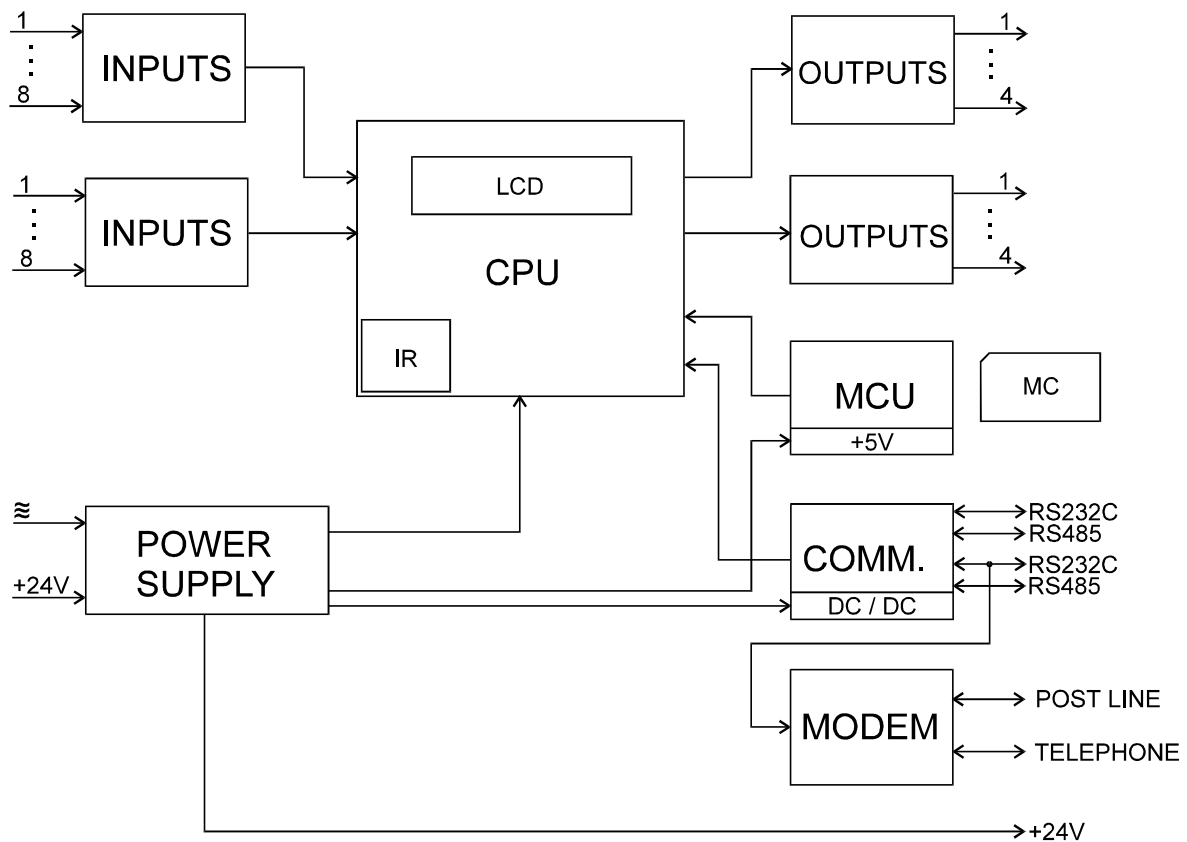 1
8
INPUTS
1
8
INPUTS
LCD
CPU
IR
OUTPUTS
1
4
OUTPUTS
1
4
MCU
+5V
MC
≋
+24V
POWER
SUPPLY
COMM.
DC / DC
RS232C
RS485
RS232C
RS485
MODEM
POST LINE
TELEPHONE
+24V